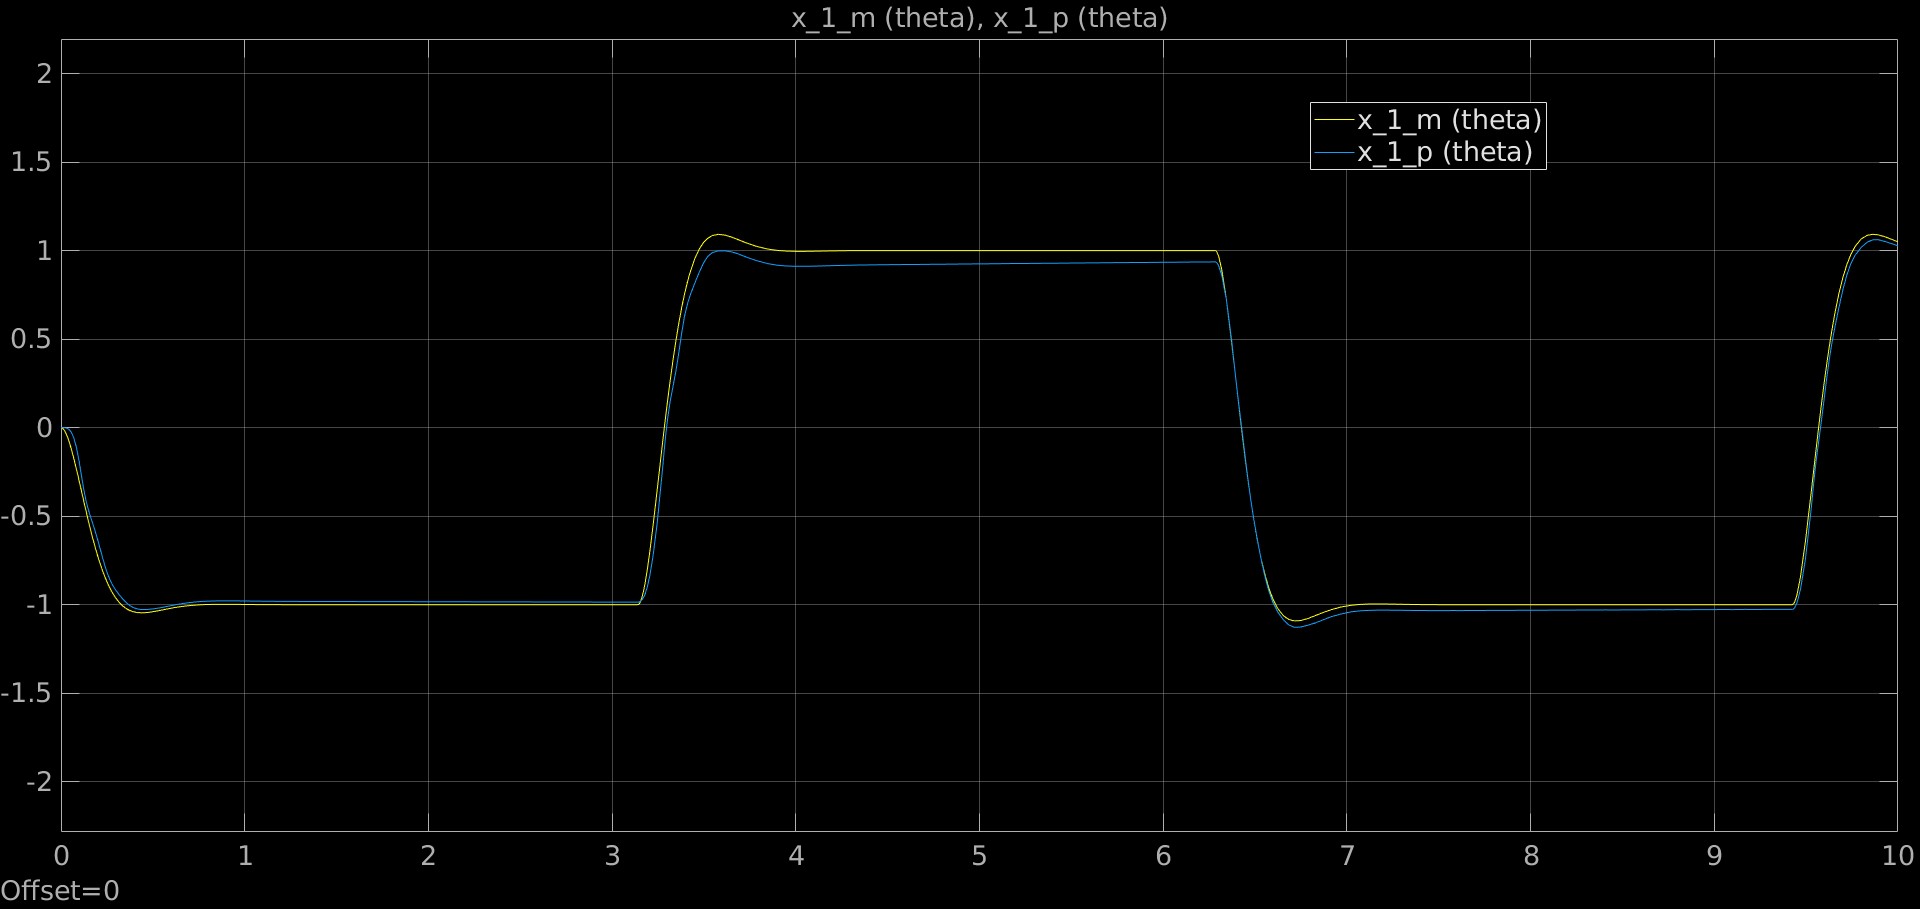 x_1_m (theta), x_1_p (theta)
2
1.5
1
0.5
0
-0.5
-1
-1.5
-2
x_1_m (theta)
x_1_p (theta)
0 1 2 3 4 5 6 7 8 9 10
Offset=0